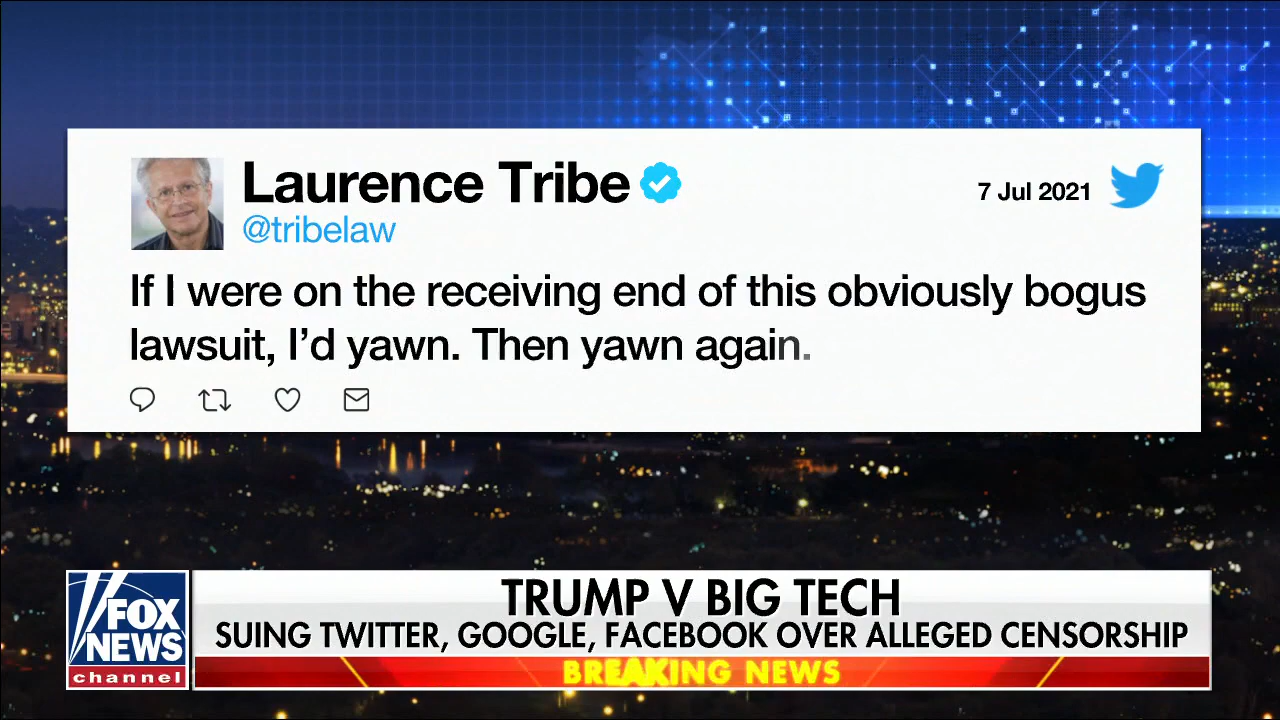 Laurence Tribe
@tribelaw
7 Jul 2021
If I were on the receiving end of this obviously bogus
lawsuit, I'd yawn. Then yawn again.
FOX
NEWS
channel
TRUMP V BIG TECH
SUING TWITTER, GOOGLE, FACEBOOK OVER ALLEGED CENSORSHIP
BREAKING NEWS